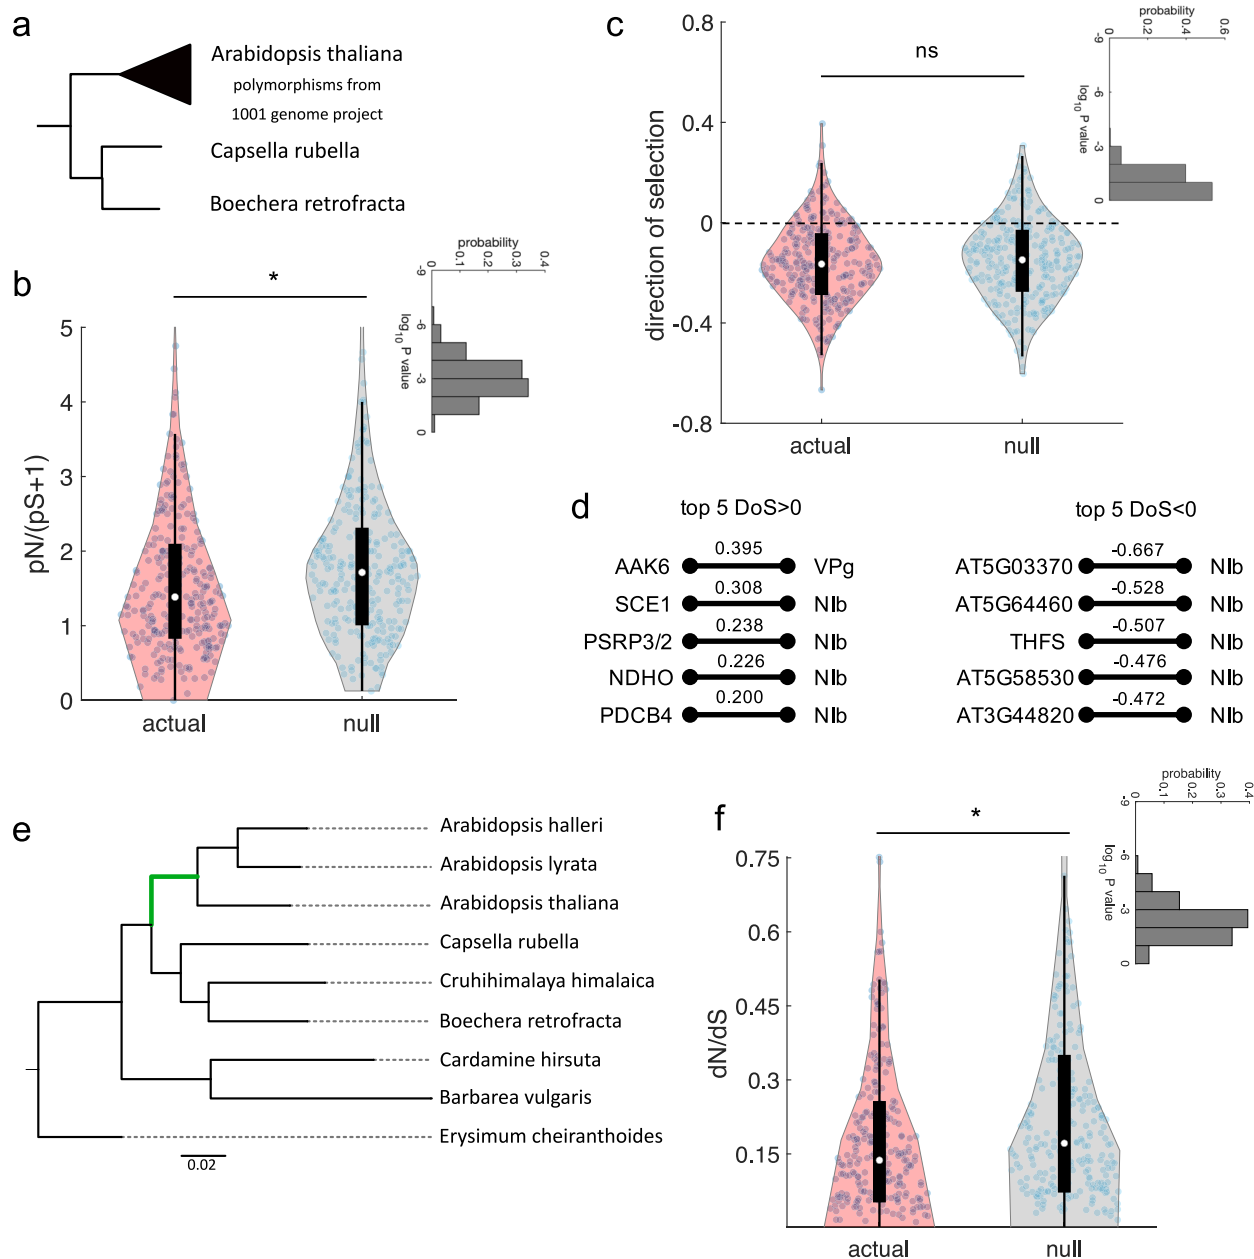 a
Arabidopsis thaliana
polymorphisms from
1001 genome project
Capsella rubella
Boechera retrofracta
b
*
pN/(pS+1)
5
4
3
2
1
0
actual
null
probability
0 0.1 0.2 0.3 0.4
-9
-6
-3
0
log10 P value
c
ns
direction of selection
0.8
0.4
0
-0.4
-0.8
actual
null
probability
0 0.2 0.4 0.6
-9
-6
-3
0
log10 P value
d
top 5 DoS>0
AAK6 0.395 VPg
SCE1 0.308 NIb
PSRP3/2 0.238 NIb
NDHO 0.226 NIb
PDCB4 0.200 NIb
top 5 DoS<0
AT5G03370 -0.667 NIb
AT5G64460 -0.528 NIb
THFS -0.507 NIb
AT5G58530 -0.476 NIb
AT3G44820 -0.472 NIb
e
Arabidopsis halleri
Arabidopsis lyrata
Arabidopsis thaliana
Capsella rubella
Cruhihimalaya himalaica
Boechera retrofracta
Cardamine hirsuta
Barbarea vulgaris
Erysimum cheiranthoides
0.02
f
*
dN/dS
0.75
0.6
0.45
0.3
0.15
actual
null
probability
0 0.1 0.2 0.3 0.4
-9
-6
-3
0
log10 P value